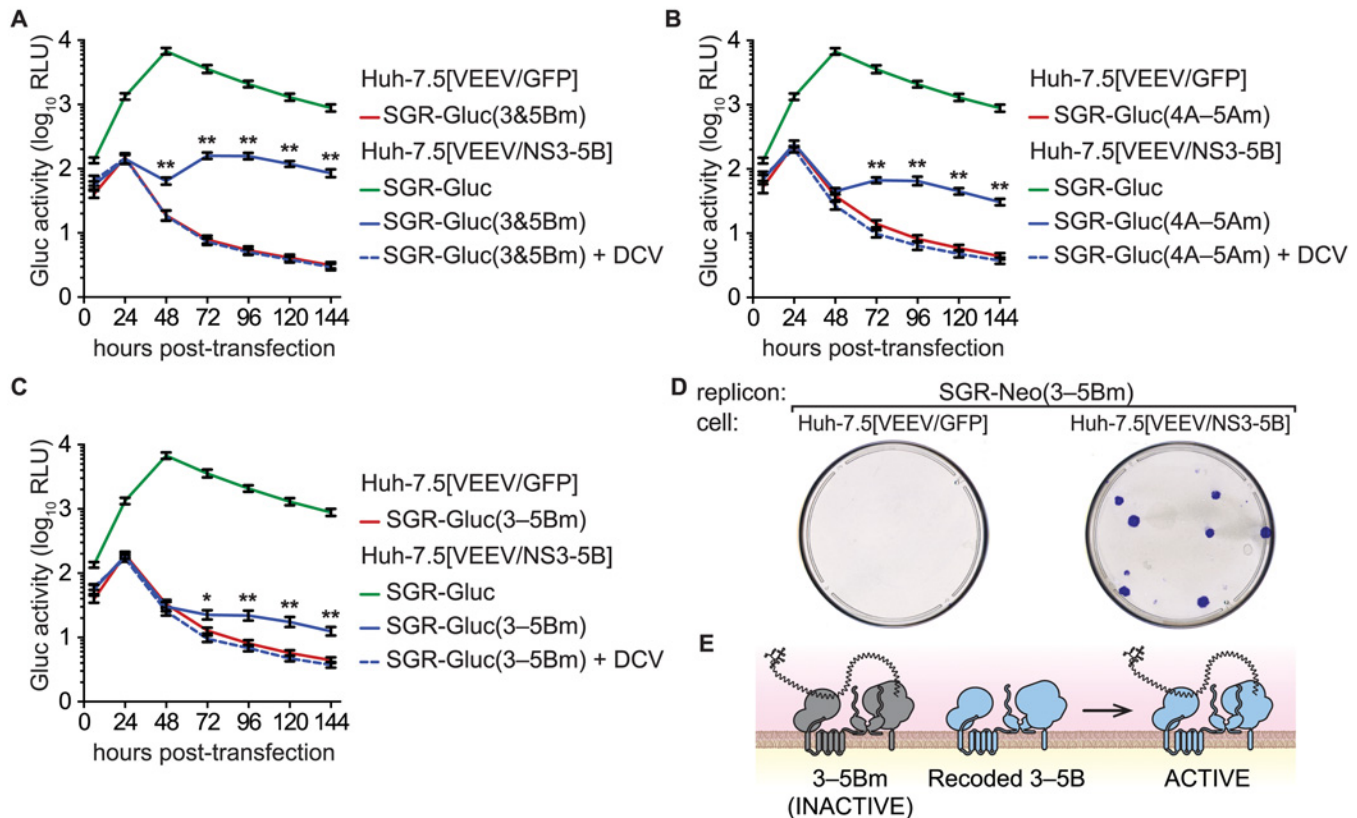 A
Gluc activity (log10 RLU)
4
3
2
1
0
** ** ** ** **
0 24 48 72 96 120 144
hours post-transfection
Huh-7.5[VEEV/GFP]
SGR-Gluc(3&5Bm)
Huh-7.5[VEEV/NS3-5B]
SGR-Gluc
SGR-Gluc(3&5Bm)
SGR-Gluc(3&5Bm) + DCV
B
Gluc activity (log10 RLU)
4
3
2
1
0
** ** ** **
0 24 48 72 96 120 144
hours post-transfection
Huh-7.5[VEEV/GFP]
SGR-Gluc(4A–5Am)
Huh-7.5[VEEV/NS3-5B]
SGR-Gluc
SGR-Gluc(4A–5Am)
SGR-Gluc(4A–5Am) + DCV
C
Gluc activity (log10 RLU)
4
3
2
1
0
* ** ** **
0 24 48 72 96 120 144
hours post-transfection
Huh-7.5[VEEV/GFP]
SGR-Gluc(3–5Bm)
Huh-7.5[VEEV/NS3-5B]
SGR-Gluc
SGR-Gluc(3–5Bm)
SGR-Gluc(3–5Bm) + DCV
D
replicon: SGR-Neo(3–5Bm)
cell: Huh-7.5[VEEV/GFP] Huh-7.5[VEEV/NS3-5B]
E
3–5Bm Recoded 3–5B ACTIVE
(INACTIVE)